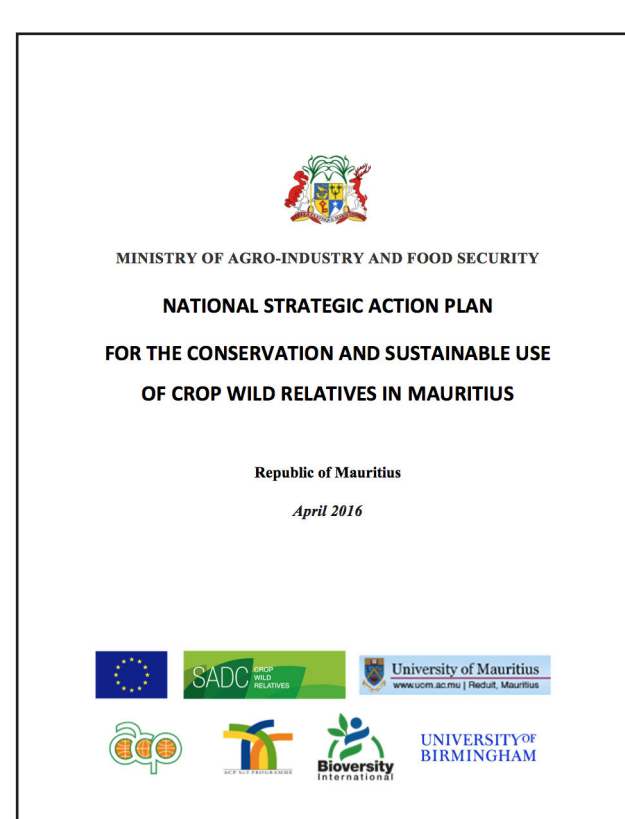 MINISTRY OF AGRO-INDUSTRY AND FOOD SECURITY
NATIONAL STRATEGIC ACTION PLAN
FOR THE CONSERVATION AND SUSTAINABLE USE
OF CROP WILD RELATIVES IN MAURITIUS
Republic of Mauritius
April 2016
SADC
CROP
WILD
RELATIVES
University of Mauritius
www.uom.ac.mu | Reduit, Mauritius
acp
ACP S&T PROGRAMME
Bioversity
International
UNIVERSITY OF
BIRMINGHAM